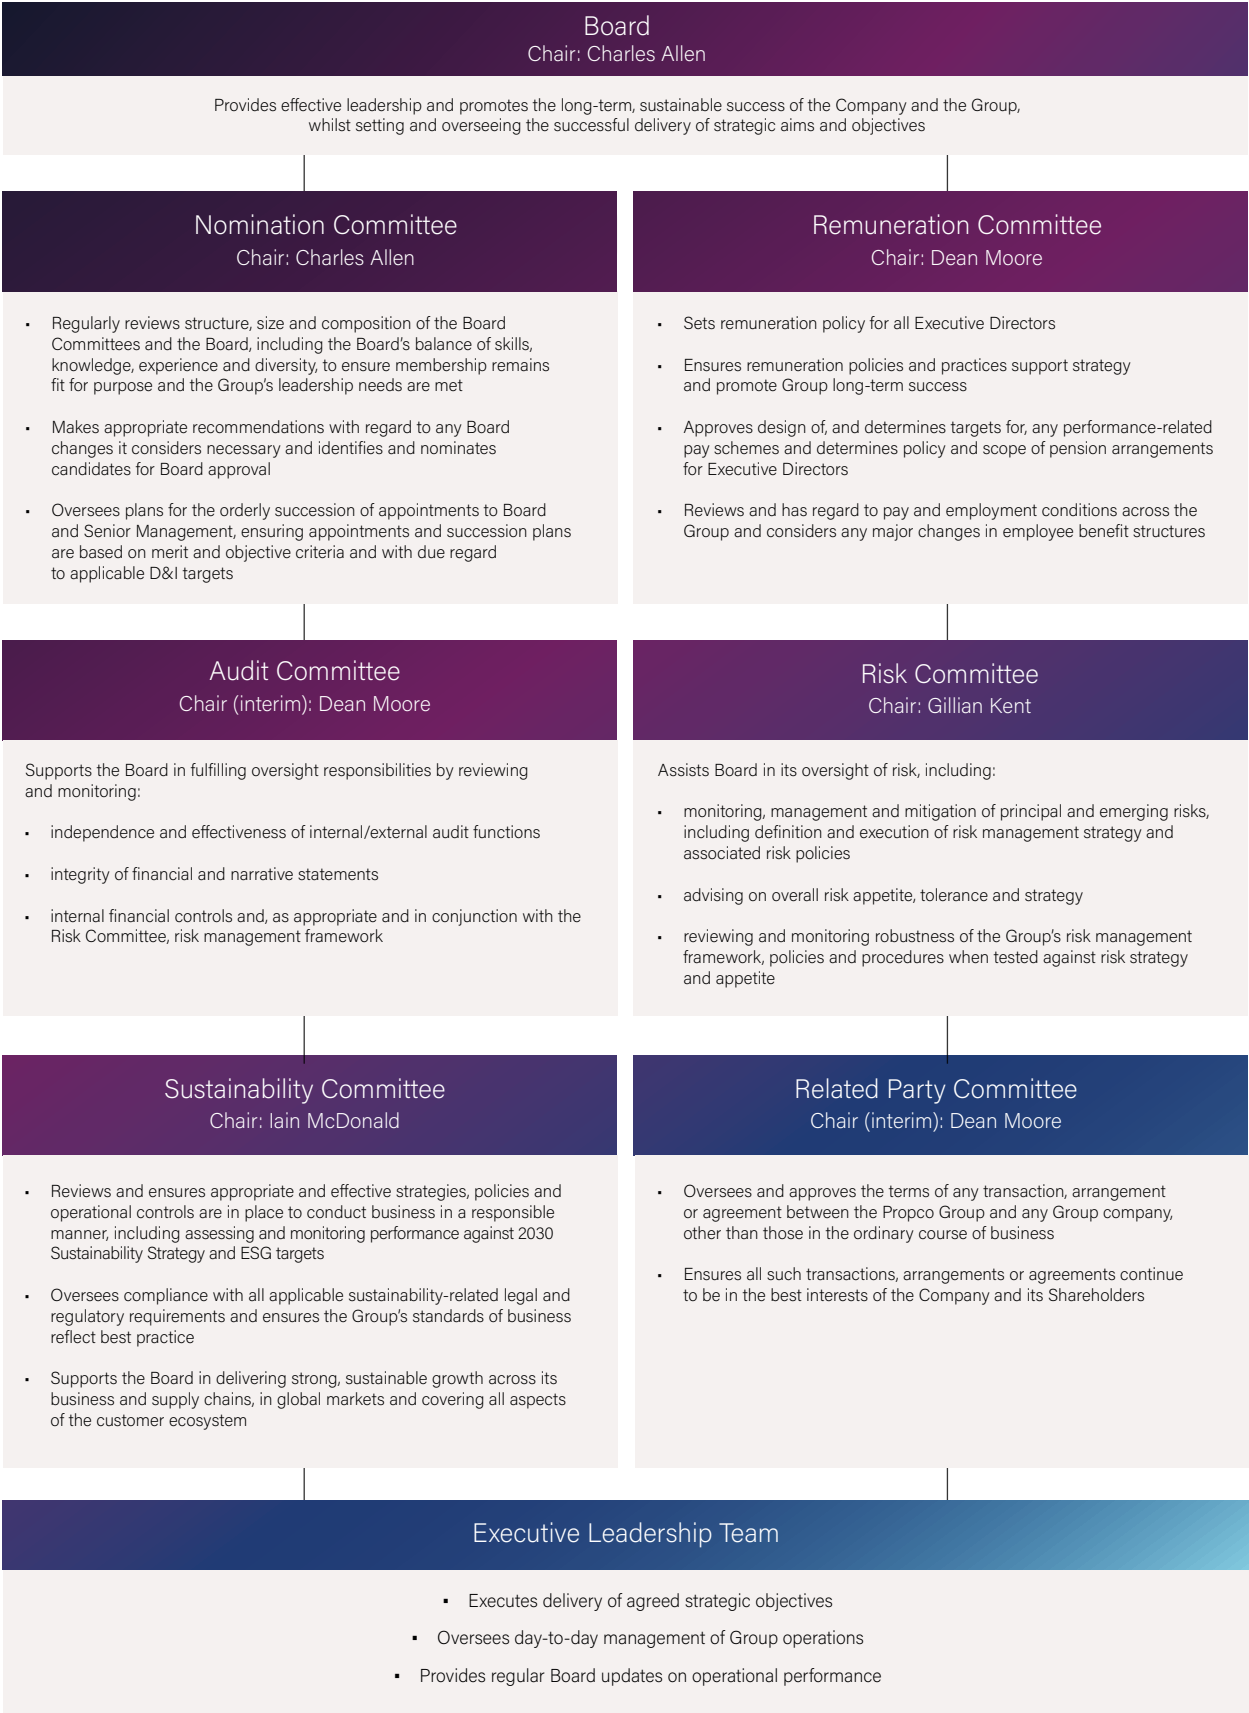 Board
Chair: Charles Allen
Provides effective leadership and promotes the long-term, sustainable success of the Company and the Group,
whilst setting and overseeing the successful delivery of strategic aims and objectives
Nomination Committee
Chair: Charles Allen
▪ Regularly reviews structure, size and composition of the Board
Committees and the Board, including the Board’s balance of skills,
knowledge, experience and diversity, to ensure membership remains
fit for purpose and the Group’s leadership needs are met
▪ Makes appropriate recommendations with regard to any Board
changes it considers necessary and identifies and nominates
candidates for Board approval
▪ Oversees plans for the orderly succession of appointments to Board
and Senior Management, ensuring appointments and succession plans
are based on merit and objective criteria and with due regard
to applicable D&I targets
Remuneration Committee
Chair: Dean Moore
▪ Sets remuneration policy for all Executive Directors
▪ Ensures remuneration policies and practices support strategy
and promote Group long-term success
▪ Approves design of, and determines targets for, any performance-related
pay schemes and determines policy and scope of pension arrangements
for Executive Directors
▪ Reviews and has regard to pay and employment conditions across the
Group and considers any major changes in employee benefit structures
Audit Committee
Chair (interim): Dean Moore
Supports the Board in fulfilling oversight responsibilities by reviewing
and monitoring:
▪ independence and effectiveness of internal/external audit functions
▪ integrity of financial and narrative statements
▪ internal financial controls and, as appropriate and in conjunction with the
Risk Committee, risk management framework
Risk Committee
Chair: Gillian Kent
Assists Board in its oversight of risk, including:
▪ monitoring, management and mitigation of principal and emerging risks,
including definition and execution of risk management strategy and
associated risk policies
▪ advising on overall risk appetite, tolerance and strategy
▪ reviewing and monitoring robustness of the Group’s risk management
framework, policies and procedures when tested against risk strategy
and appetite
Sustainability Committee
Chair: Iain McDonald
▪ Reviews and ensures appropriate and effective strategies, policies and
operational controls are in place to conduct business in a responsible
manner, including assessing and monitoring performance against 2030
Sustainability Strategy and ESG targets
▪ Oversees compliance with all applicable sustainability-related legal and
regulatory requirements and ensures the Group’s standards of business
reflect best practice
▪ Supports the Board in delivering strong, sustainable growth across its
business and supply chains, in global markets and covering all aspects
of the customer ecosystem
Related Party Committee
Chair (interim): Dean Moore
▪ Oversees and approves the terms of any transaction, arrangement
or agreement between the Propco Group and any Group company,
other than those in the ordinary course of business
▪ Ensures all such transactions, arrangements or agreements continue
to be in the best interests of the Company and its Shareholders
Executive Leadership Team
▪ Executes delivery of agreed strategic objectives
▪ Oversees day-to-day management of Group operations
▪ Provides regular Board updates on operational performance